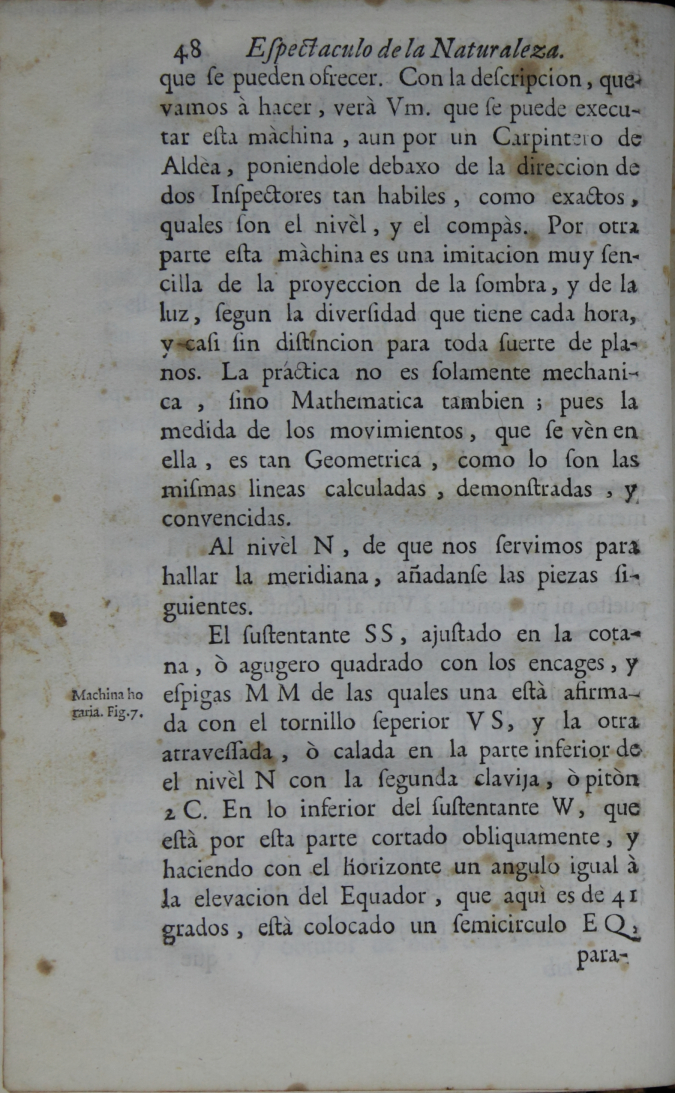 48 Eſpectaculo de la Naturaleza.
que ſe pueden ofrecer. Con la deſcripcion, que
vamos à hacer, verà Vm. que ſe puede execu-
tar eſta màchina, aun por un Carpintero de
Aldèa, poniendole debaxo de la direccion de
dos Inſpectores tan habiles, como exactos,
quales ſon el nivèl, y el compàs. Por otra
parte eſta màchina es una imitacion muy ſen-
cilla de la proyeccion de la ſombra, y de la
luz, ſegun la diverſidad que tiene cada hora,
y caſi ſin diſtincion para toda ſuerte de pla-
nos. La práctica no es ſolamente mechani-
ca, ſino Mathematica tambien; pues la
medida de los movimientos, que ſe vèn en
ella, es tan Geometrica, como lo ſon las
miſmas lineas calculadas, demonſtradas, y
convencidas.
Al nivèl N, de que nos ſervimos para
hallar la meridiana, añadanſe las piezas ſi-
guientes.
El ſuſtentante SS, ajuſtado en la cota-
na, ò agugero quadrado con los encages, y
Machina ho
raria. Fig.7.
eſpigas M M de las quales una eſtà afirma-
da con el tornillo ſeperior V S, y la otra
atraveſſada, ò calada en la parte inferior de
el nivèl N con la ſegunda clavija, ò pitòn
2 C. En lo inferior del ſuſtentante W, que
eſtà por eſta parte cortado obliquamente, y
haciendo con el horizonte un angulo igual à
la elevacion del Equador, que aquì es de 41
grados, eſtà colocado un ſemicirculo E Q,
para-